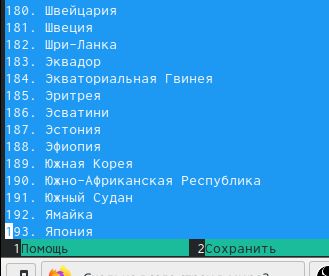 180. Швейцария
181. Швеция
182. Шри-Ланка
183. Эквадор
184. Экваториальная Гвинея
185. Эритрея
186. Эсватини
187. Эстония
188. Эфиопия
189. Южная Корея
190. Южно-Африканская Республика
191. Южный Судан
192. Ямайка
193. Япония
1Помощь 2Сохранить